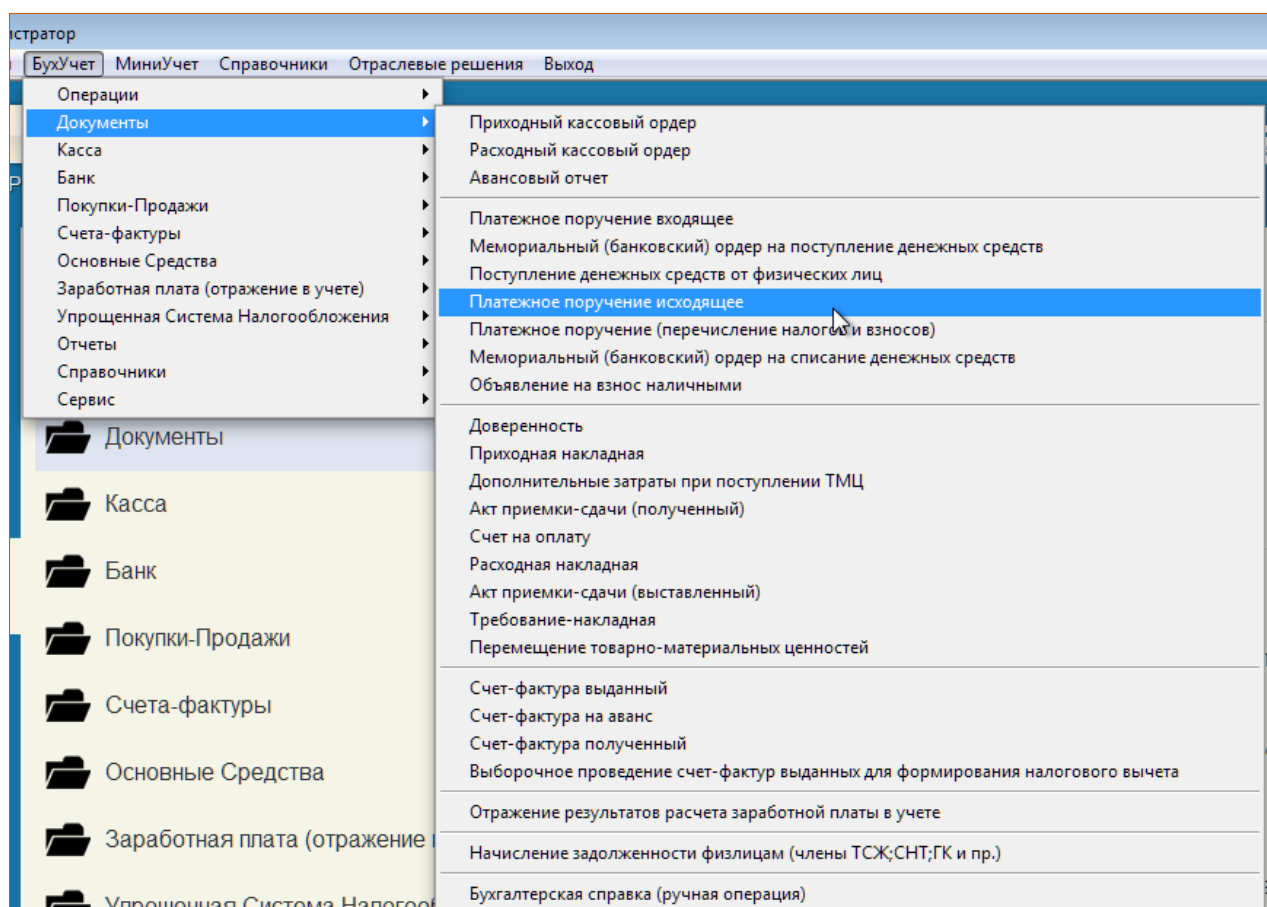 истратор
БухУчет МиниУчет Справочники Отраслевые решения Выход
Операции
Документы
Касса
Банк
Покупки-Продажи
Счета-фактуры
Основные Средства
Заработная плата (отражение в учете)
Упрощенная Система Налогообложения
Отчеты
Справочники
Сервис
Приходный кассовый ордер
Расходный кассовый ордер
Авансовый отчет
Платежное поручение входящее
Мемориальный (банковский) ордер на поступление денежных средств
Поступление денежных средств от физических лиц
Платежное поручение исходящее
Платежное поручение (перечисление налогов и взносов)
Мемориальный (банковский) ордер на списание денежных средств
Объявление на взнос наличными
Доверенность
Приходная накладная
Дополнительные затраты при поступлении ТМЦ
Акт приемки-сдачи (полученный)
Счет на оплату
Расходная накладная
Акт приемки-сдачи (выставленный)
Требование-накладная
Перемещение товарно-материальных ценностей
Счет-фактура выданный
Счет-фактура на аванс
Счет-фактура полученный
Выборочное проведение счет-фактур выданных для формирования налогового вычета
Отражение результатов расчета заработной платы в учете
Начисление задолженности физлицам (члены ТСЖ;СНТ;ГК и пр.)
Бухгалтерская справка (ручная операция)
Документы
Касса
Банк
Покупки-Продажи
Счета-фактуры
Основные Средства
Заработная плата (отражение
Упрощенная Система Налогоо